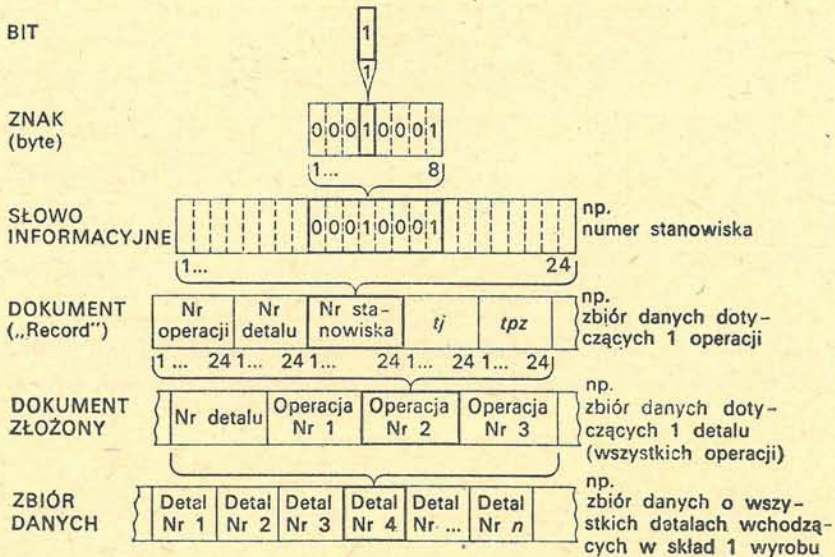 BIT
1
1
ZNAK
(byte)
0 0 0 1 0 0 0 1
1... 8
SŁOWO
INFORMACYJNE
0 0 0 1 0 0 0 1
np.
numer stanowiska
1... 24
DOKUMENT
(„Record")
Nr
operacji
Nr
detalu
Nr sta-
nowiska
tj
tpz
np.
zbiór danych doty-
czących 1 operacji
1... 24 1... 24 1... 24 1... 24 1... 24
DOKUMENT
ZŁOŻONY
Nr detalu
Operacja
Nr 1
Operacja
Nr 2
Operacja
Nr 3
np.
zbiór danych doty-
czących 1 detalu
(wszystkich operacji)
ZBIÓR
DANYCH
Detal
Nr 1
Detal
Nr 2
Detal
Nr 3
Detal
Nr 4
Detal
Nr ...
Detal
Nr n
np.
zbiór danych o wszy-
stkich detalach wchodzą-
cych w skład 1 wyrobu